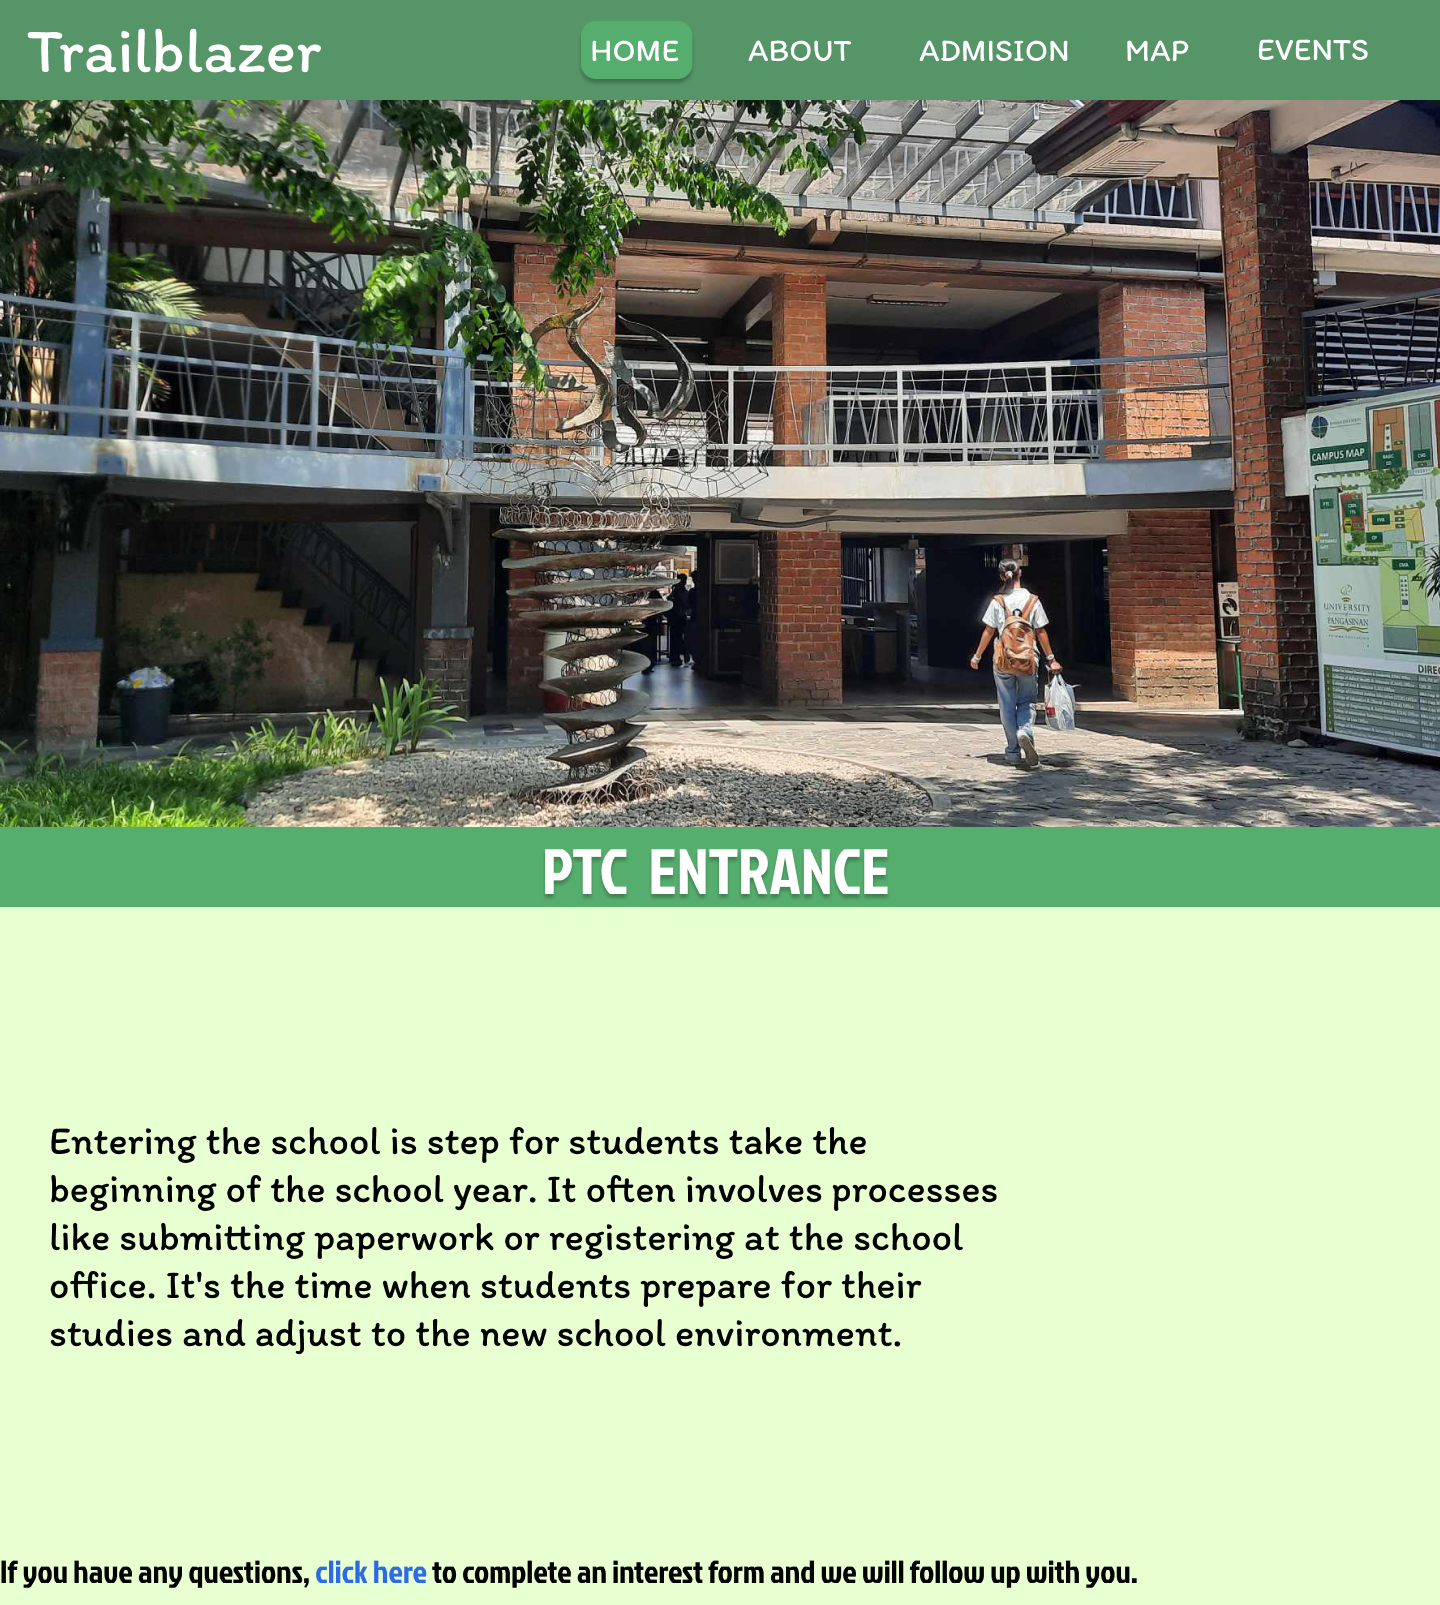 Trailblazer
HOME
ABOUT
ADMISION
MAP
EVENTS
CAMPUS MAP
UNIVERSITY
PANGASINAN
PTC ENTRANCE
Entering the school is step for students take the
beginning of the school year. It often involves processes
like submitting paperwork or registering at the school
office. It's the time when students prepare for their
studies and adjust to the new school environment.
If you have any questions, click here to complete an interest form and we will follow up with you.